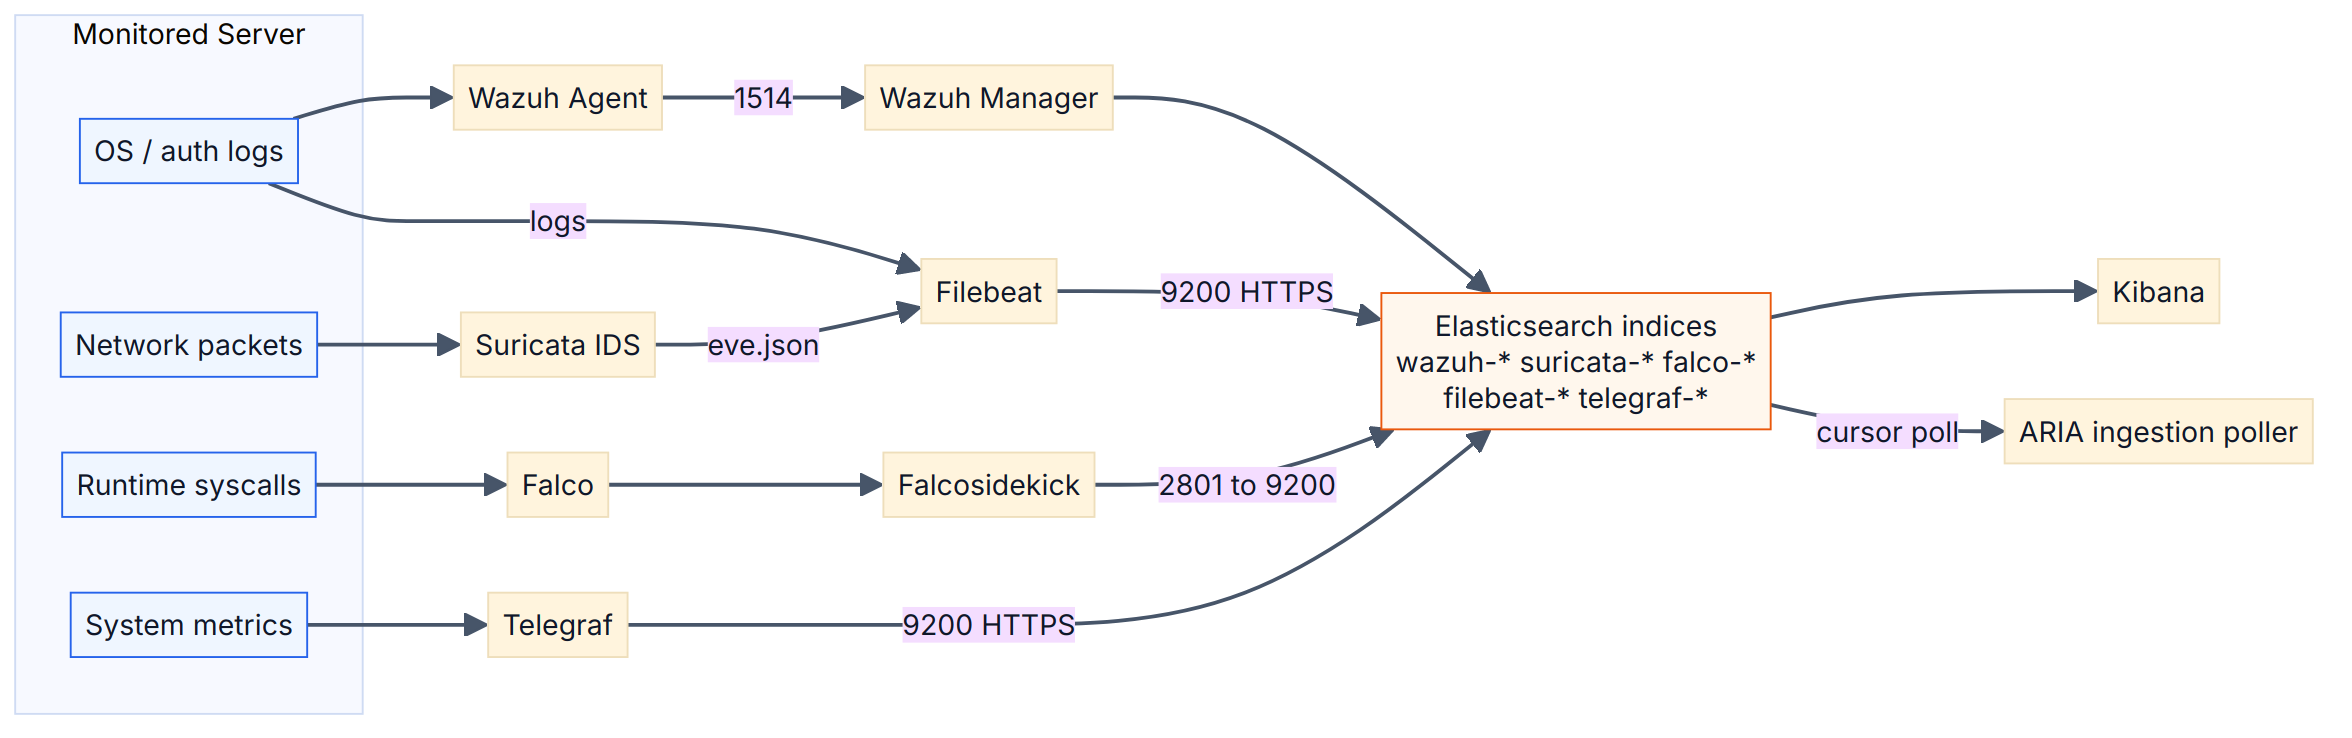 Monitored Server
Wazuh Agent
1514
Wazuh Manager
OS / auth logs
logs
Filebeat
9200 HTTPS
Kibana
Network packets
Suricata IDS
eve.json
Elasticsearch indices
wazuh-* suricata-* falco-*
filebeat-* telegraf-*
cursor poll
ARIA ingestion poller
Runtime syscalls
Falco
Falcosidekick
2801 to 9200
System metrics
Telegraf
9200 HTTPS